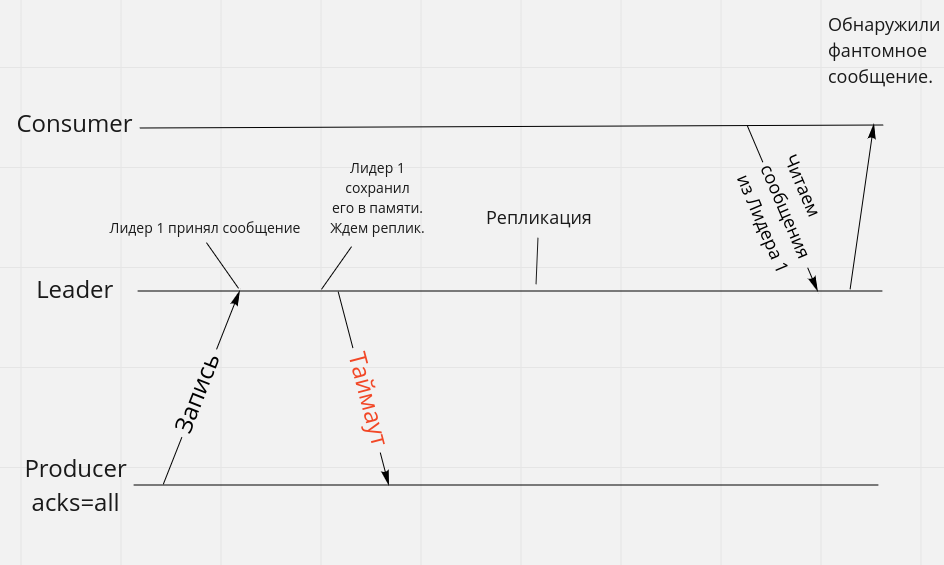 Обнаружили
фантомное
сообщение.
Consumer
Лидер 1
сохранил
его в памяти.
Ждем реплик.
Лидер 1 принял сообщение
Репликация
Читаем
сообщения
из Лидера 1
Leader
Запись
Таймаут
Producer
acks=all